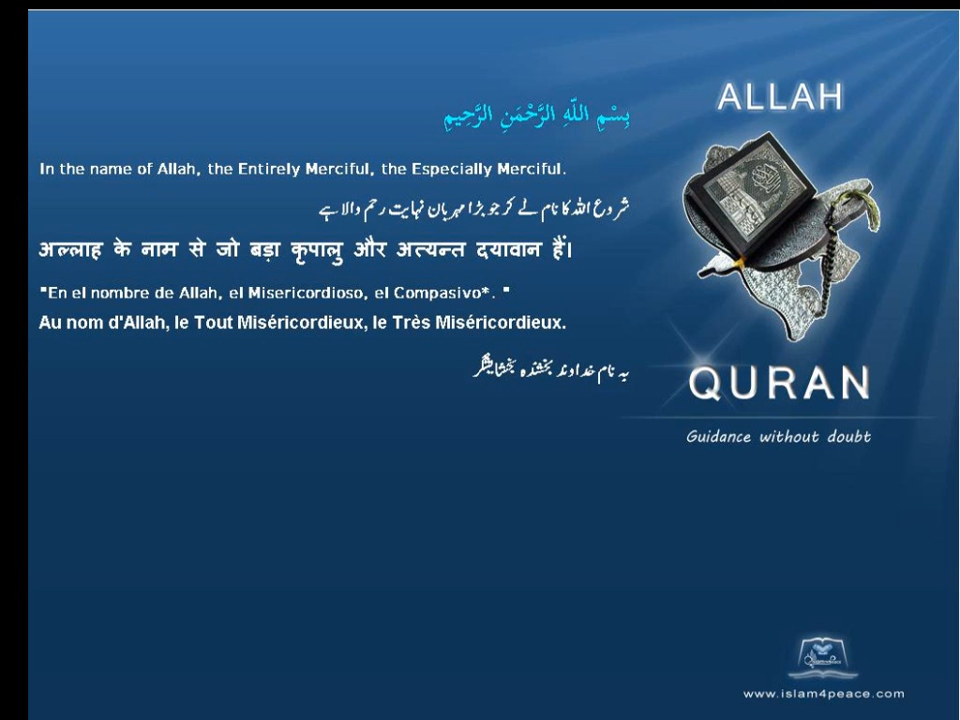 بِسْمِ اللّهِ الرَّحْمَنِ الرَّحِيمِ
In the name of Allah, the Entirely Merciful, the Especially Merciful.
شروع الله کا نام لے کر جو بڑا مہربان نہایت رحم والا ہے
अल्लाह के नाम से जो बड़ा कृपालु और अत्यन्त दयावान हैं।
"En el nombre de Allah, el Misericordioso, el Compasivo*. "
Au nom d'Allah, le Tout Miséricordieux, le Très Miséricordieux.
به نام خداوند بخشنده بخشایشگر
ALLAH
QURAN
Guidance without doubt
www.islam4peace.com